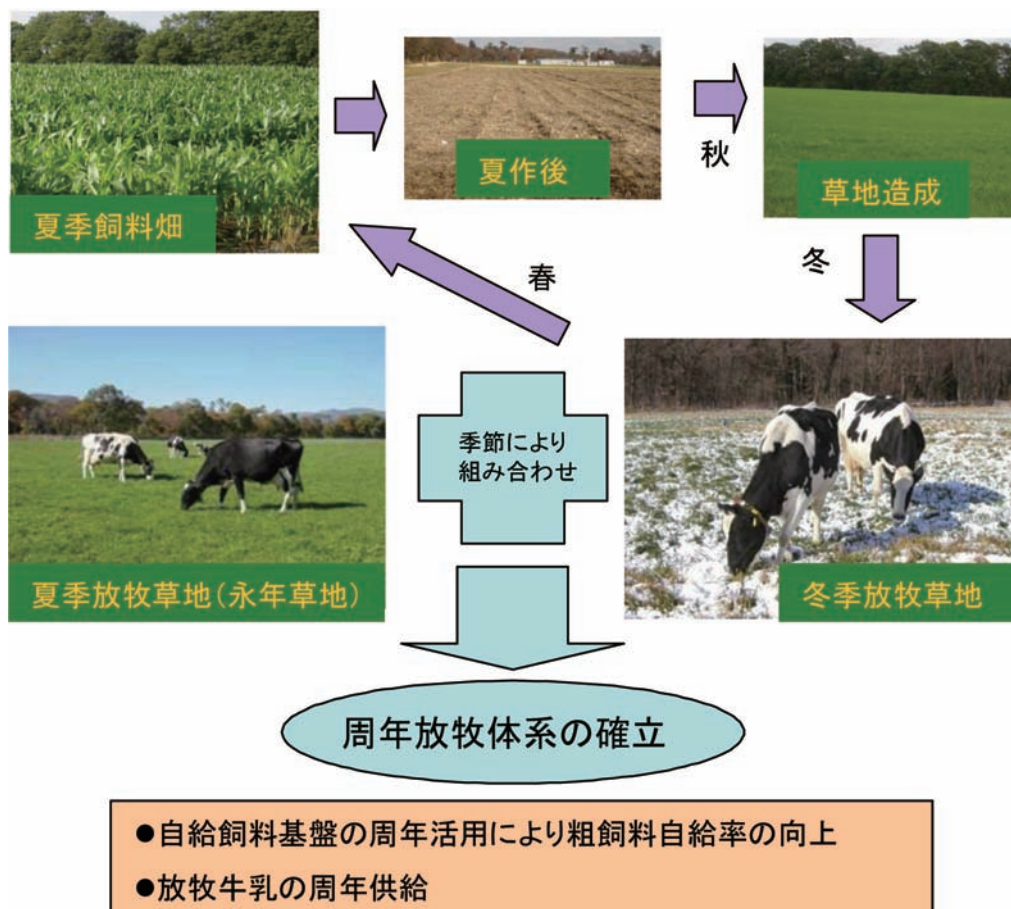 夏季飼料畑
夏作後
秋
草地造成
冬
春
夏季放牧草地(永年草地)
季節により
組み合わせ
冬季放牧草地
周年放牧体系の確立
●自給飼料基盤の周年活用により粗飼料自給率の向上
●放牧牛乳の周年供給